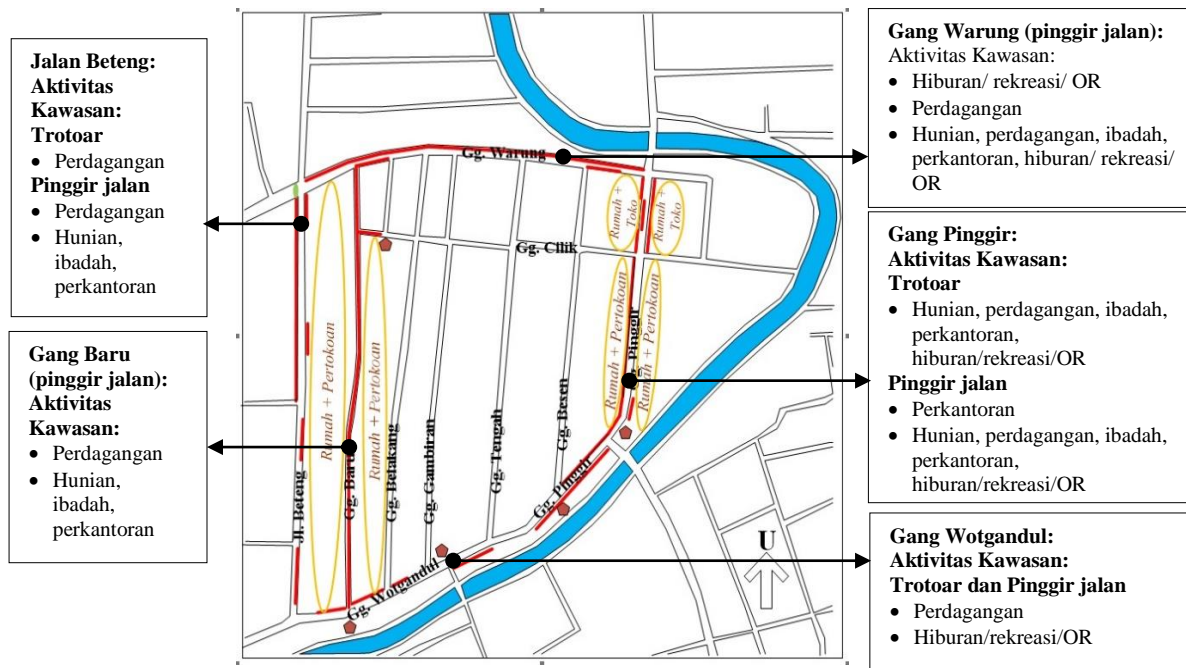 Jalan Beteng:
Aktivitas
Kawasan:
Trotoar
• Perdagangan
Pinggir jalan
• Perdagangan
• Hunian,
ibadah,
perkantoran
Gang Baru
(pinggir jalan):
Aktivitas
Kawasan:
• Perdagangan
• Hunian,
ibadah,
perkantoran
Gg. Warung
Gg. Cilik
Rumah +
Toko
Rumah +
Toko
Rumah + Pertokoan
Rumah + Pertokoan
Rumah + Pertokoan
Rumah + Pertokoan
Jl. Beteng
Gg. Baru
Gg. Belakang
Gg. Gambiran
Gg. Tengah
Gg. Besen
Gg. Pinggir
Gg. Pinggir
Gg. Wotgandul
U
Gang Warung (pinggir jalan):
Aktivitas Kawasan:
• Hiburan/ rekreasi/ OR
• Perdagangan
• Hunian, perdagangan, ibadah,
perkantoran, hiburan/ rekreasi/
OR
Gang Pinggir:
Aktivitas Kawasan:
Trotoar
• Hunian, perdagangan, ibadah,
perkantoran,
hiburan/rekreasi/OR
Pinggir jalan
• Perkantoran
• Hunian, perdagangan, ibadah,
perkantoran,
hiburan/rekreasi/OR
Gang Wotgandul:
Aktivitas Kawasan:
Trotoar dan Pinggir jalan
• Perdagangan
• Hiburan/rekreasi/OR